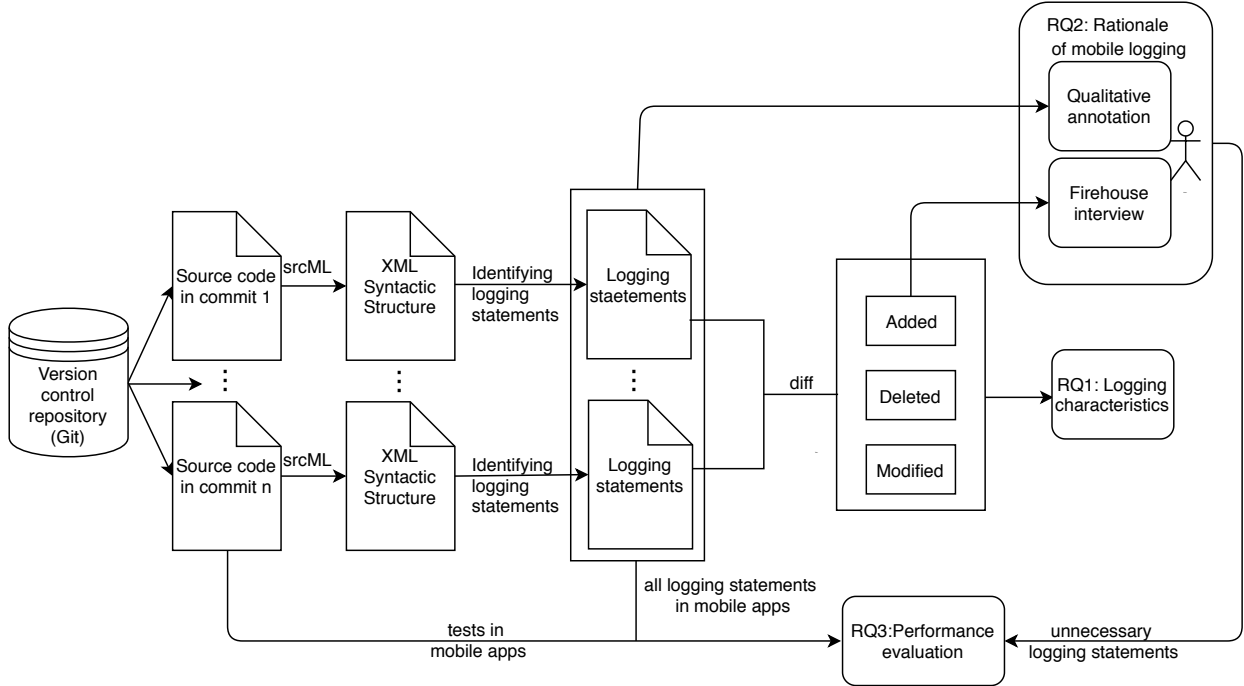 RQ2: Rationale
of mobile logging
Qualitative
annotation
Firehouse
interview
Source code
in commit 1
srcML
XML
Syntactic
Structure
Identifying
logging
statements
Logging
staetements
Version
control
repository
(Git)
⋮
⋮
⋮
Source code
in commit n
srcML
XML
Syntactic
Structure
Identifying
logging
statements
Logging
statements
diff
Added
Deleted
Modified
RQ1: Logging
characteristics
all logging statements
in mobile apps
tests in
mobile apps
RQ3:Performance
evaluation
unnecessary
logging statements